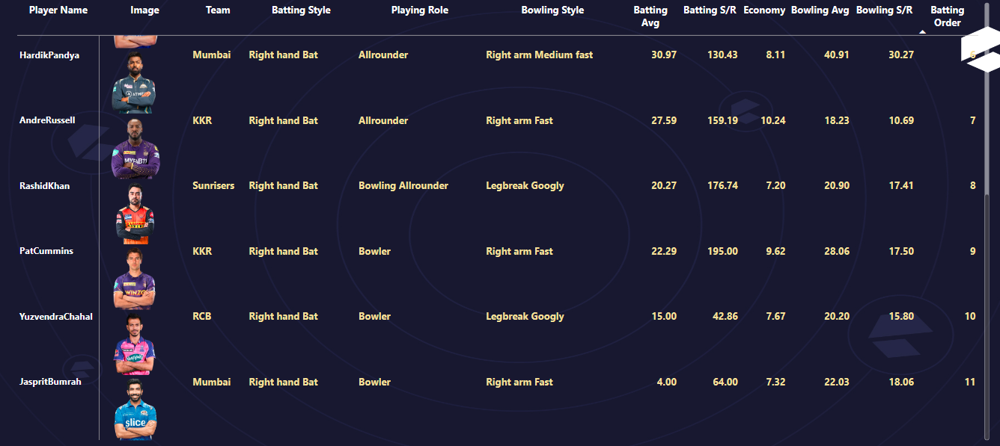 Player Name Image Team Batting Style Playing Role Bowling Style Batting Avg Batting S/R Economy Bowling Avg Bowling S/R Batting Order
HardikPandya Mumbai Right hand Bat Allrounder Right arm Medium fast 30.97 130.43 8.11 40.91 30.27 6
AndreRussell KKR Right hand Bat Allrounder Right arm Fast 27.59 159.19 10.24 18.23 10.69 7
MYFAB11
RashidKhan Sunrisers Right hand Bat Bowling Allrounder Legbreak Googly 20.27 176.74 7.20 20.90 17.41 8
PatCummins KKR Right hand Bat Bowler Right arm Fast 22.29 195.00 9.62 28.06 17.50 9
WINZO
YuzvendraChahal RCB Right hand Bat Bowler Legbreak Googly 15.00 42.86 7.67 20.20 15.80 10
JaspritBumrah Mumbai Right hand Bat Bowler Right arm Fast 4.00 64.00 7.32 22.03 18.06 11
slice